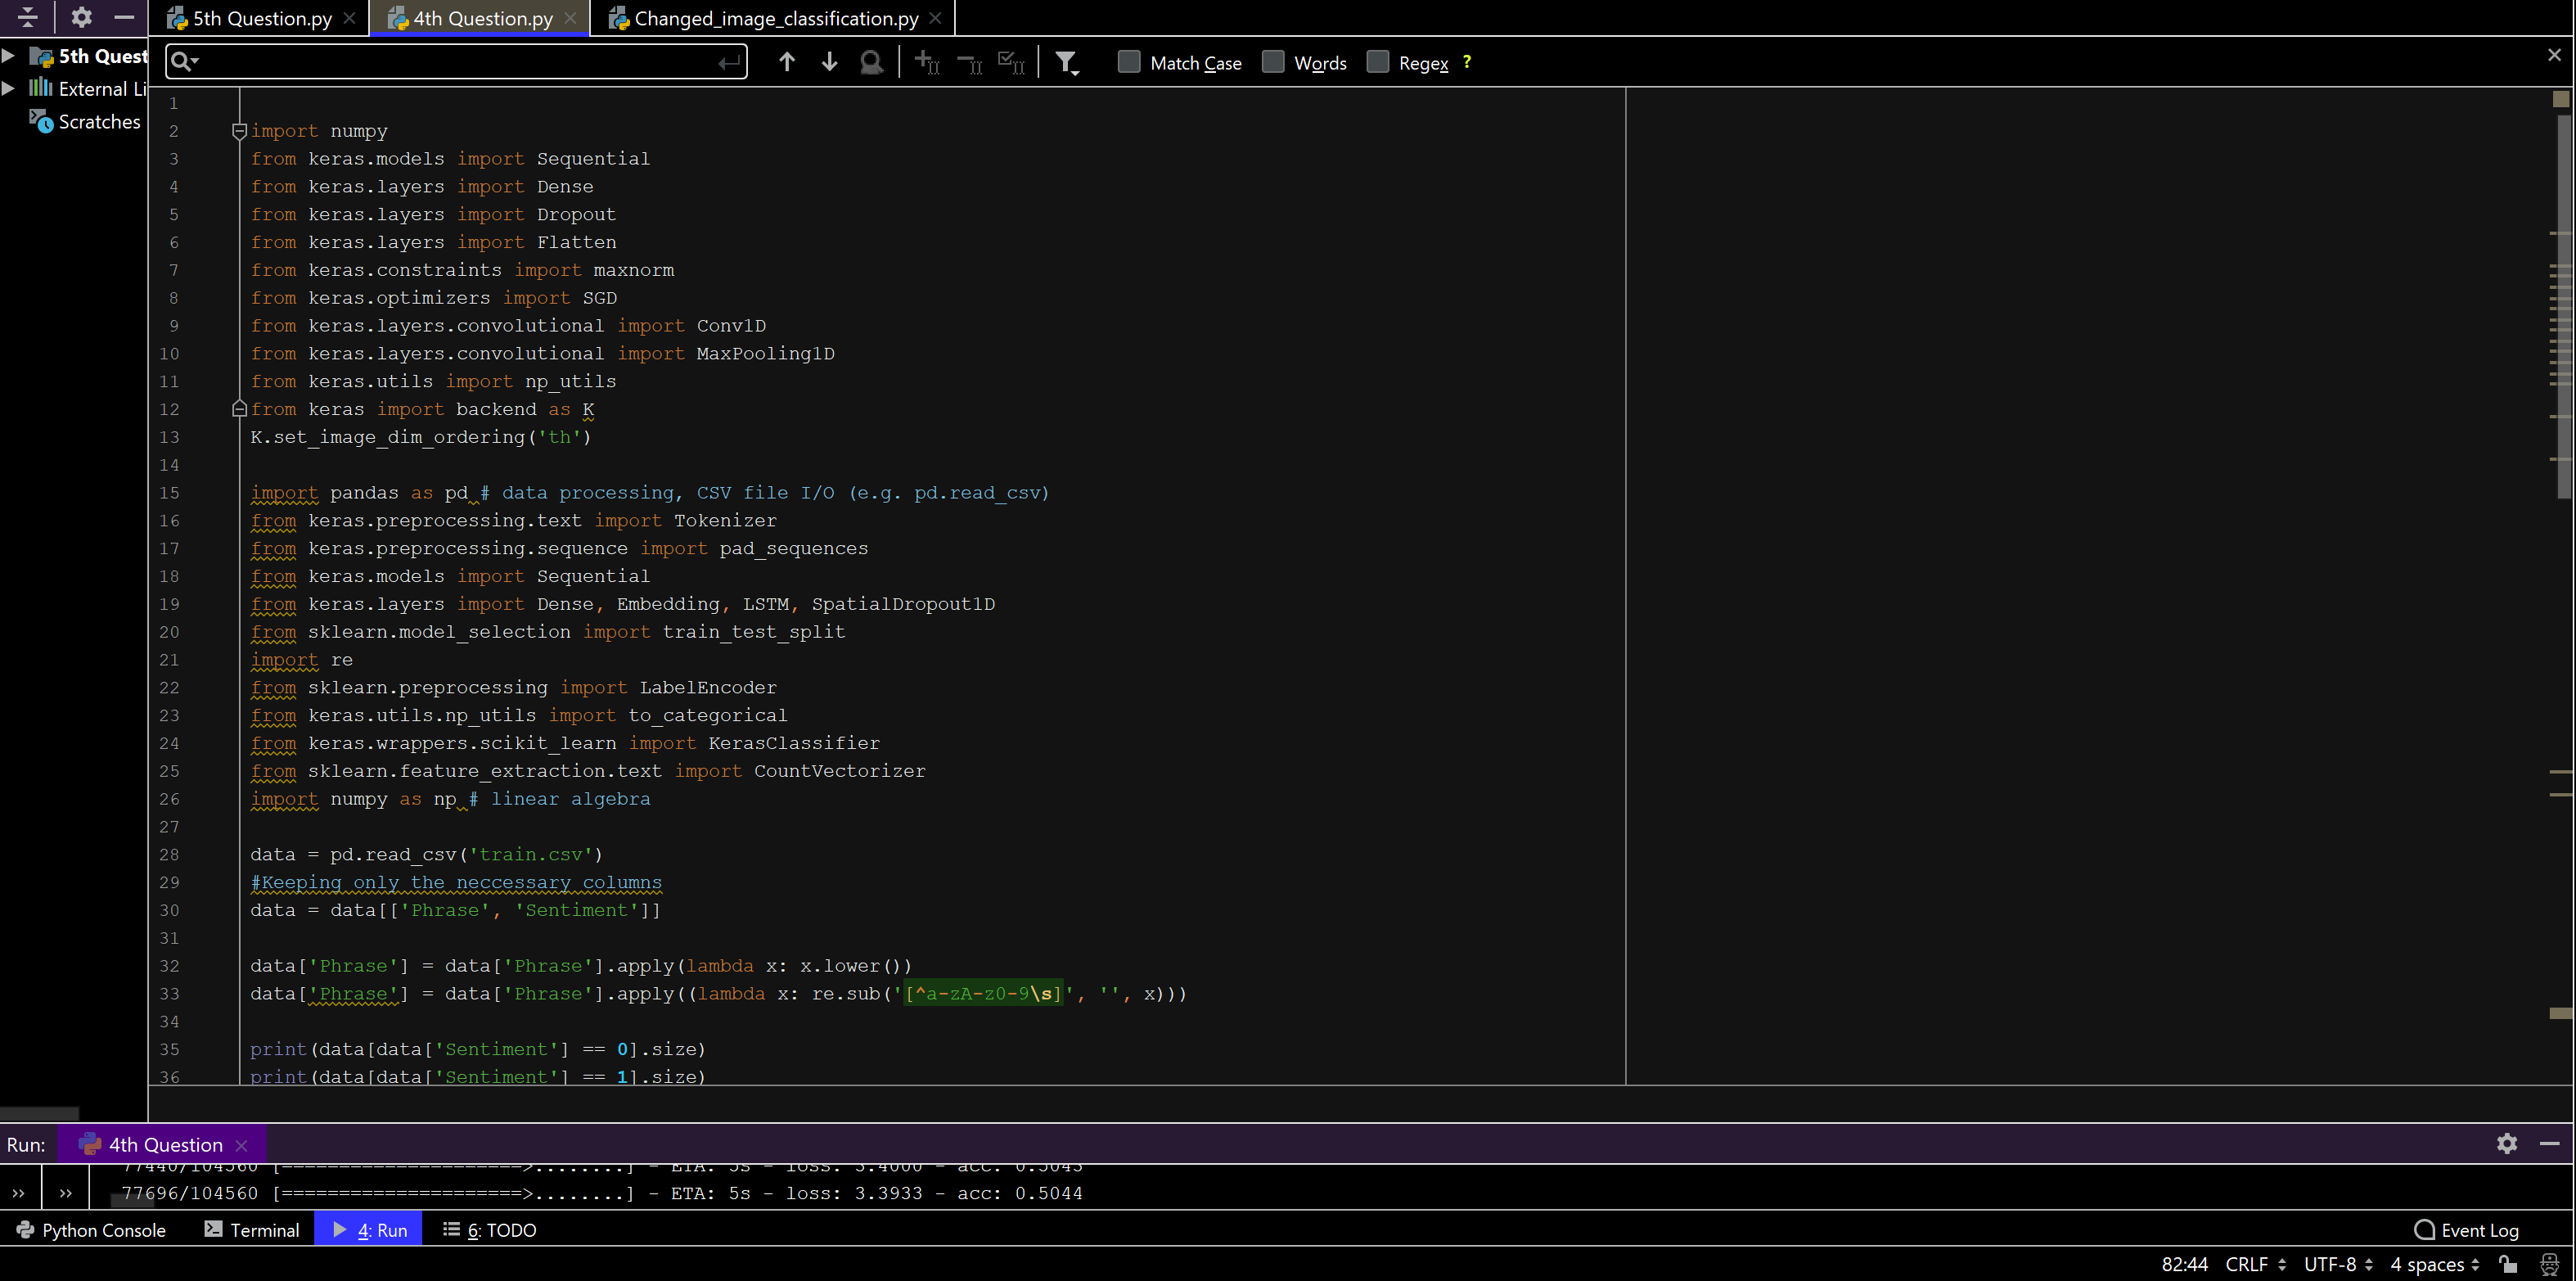 5th Question.py
4th Question.py
Changed_image_classification.py
5th Quest
External Li
Scratches
Match Case
Words
Regex ?
1
2 import numpy
3 from keras.models import Sequential
4 from keras.layers import Dense
5 from keras.layers import Dropout
6 from keras.layers import Flatten
7 from keras.constraints import maxnorm
8 from keras.optimizers import SGD
9 from keras.layers.convolutional import Conv1D
10 from keras.layers.convolutional import MaxPooling1D
11 from keras.utils import np_utils
12 from keras import backend as K
13 K.set_image_dim_ordering('th')
14
15 import pandas as pd # data processing, CSV file I/O (e.g. pd.read_csv)
16 from keras.preprocessing.text import Tokenizer
17 from keras.preprocessing.sequence import pad_sequences
18 from keras.models import Sequential
19 from keras.layers import Dense, Embedding, LSTM, SpatialDropout1D
20 from sklearn.model_selection import train_test_split
21 import re
22 from sklearn.preprocessing import LabelEncoder
23 from keras.utils.np_utils import to_categorical
24 from keras.wrappers.scikit_learn import KerasClassifier
25 from sklearn.feature_extraction.text import CountVectorizer
26 import numpy as np # linear algebra
27
28 data = pd.read_csv('train.csv')
29 #Keeping only the neccessary columns
30 data = data[['Phrase', 'Sentiment']]
31
32 data['Phrase'] = data['Phrase'].apply(lambda x: x.lower())
33 data['Phrase'] = data['Phrase'].apply((lambda x: re.sub('[^a-zA-z0-9\s]', '', x)))
34
35 print(data[data['Sentiment'] == 0].size)
36 print(data[data['Sentiment'] == 1].size)
Run: 4th Question
77440/104560 [=====================>........] - ETA: 5s - loss: 3.4000 - acc: 0.5043
77696/104560 [=====================>........] - ETA: 5s - loss: 3.3933 - acc: 0.5044
Python Console
Terminal
4: Run
6: TODO
Event Log
82:44 CRLF UTF-8 4 spaces